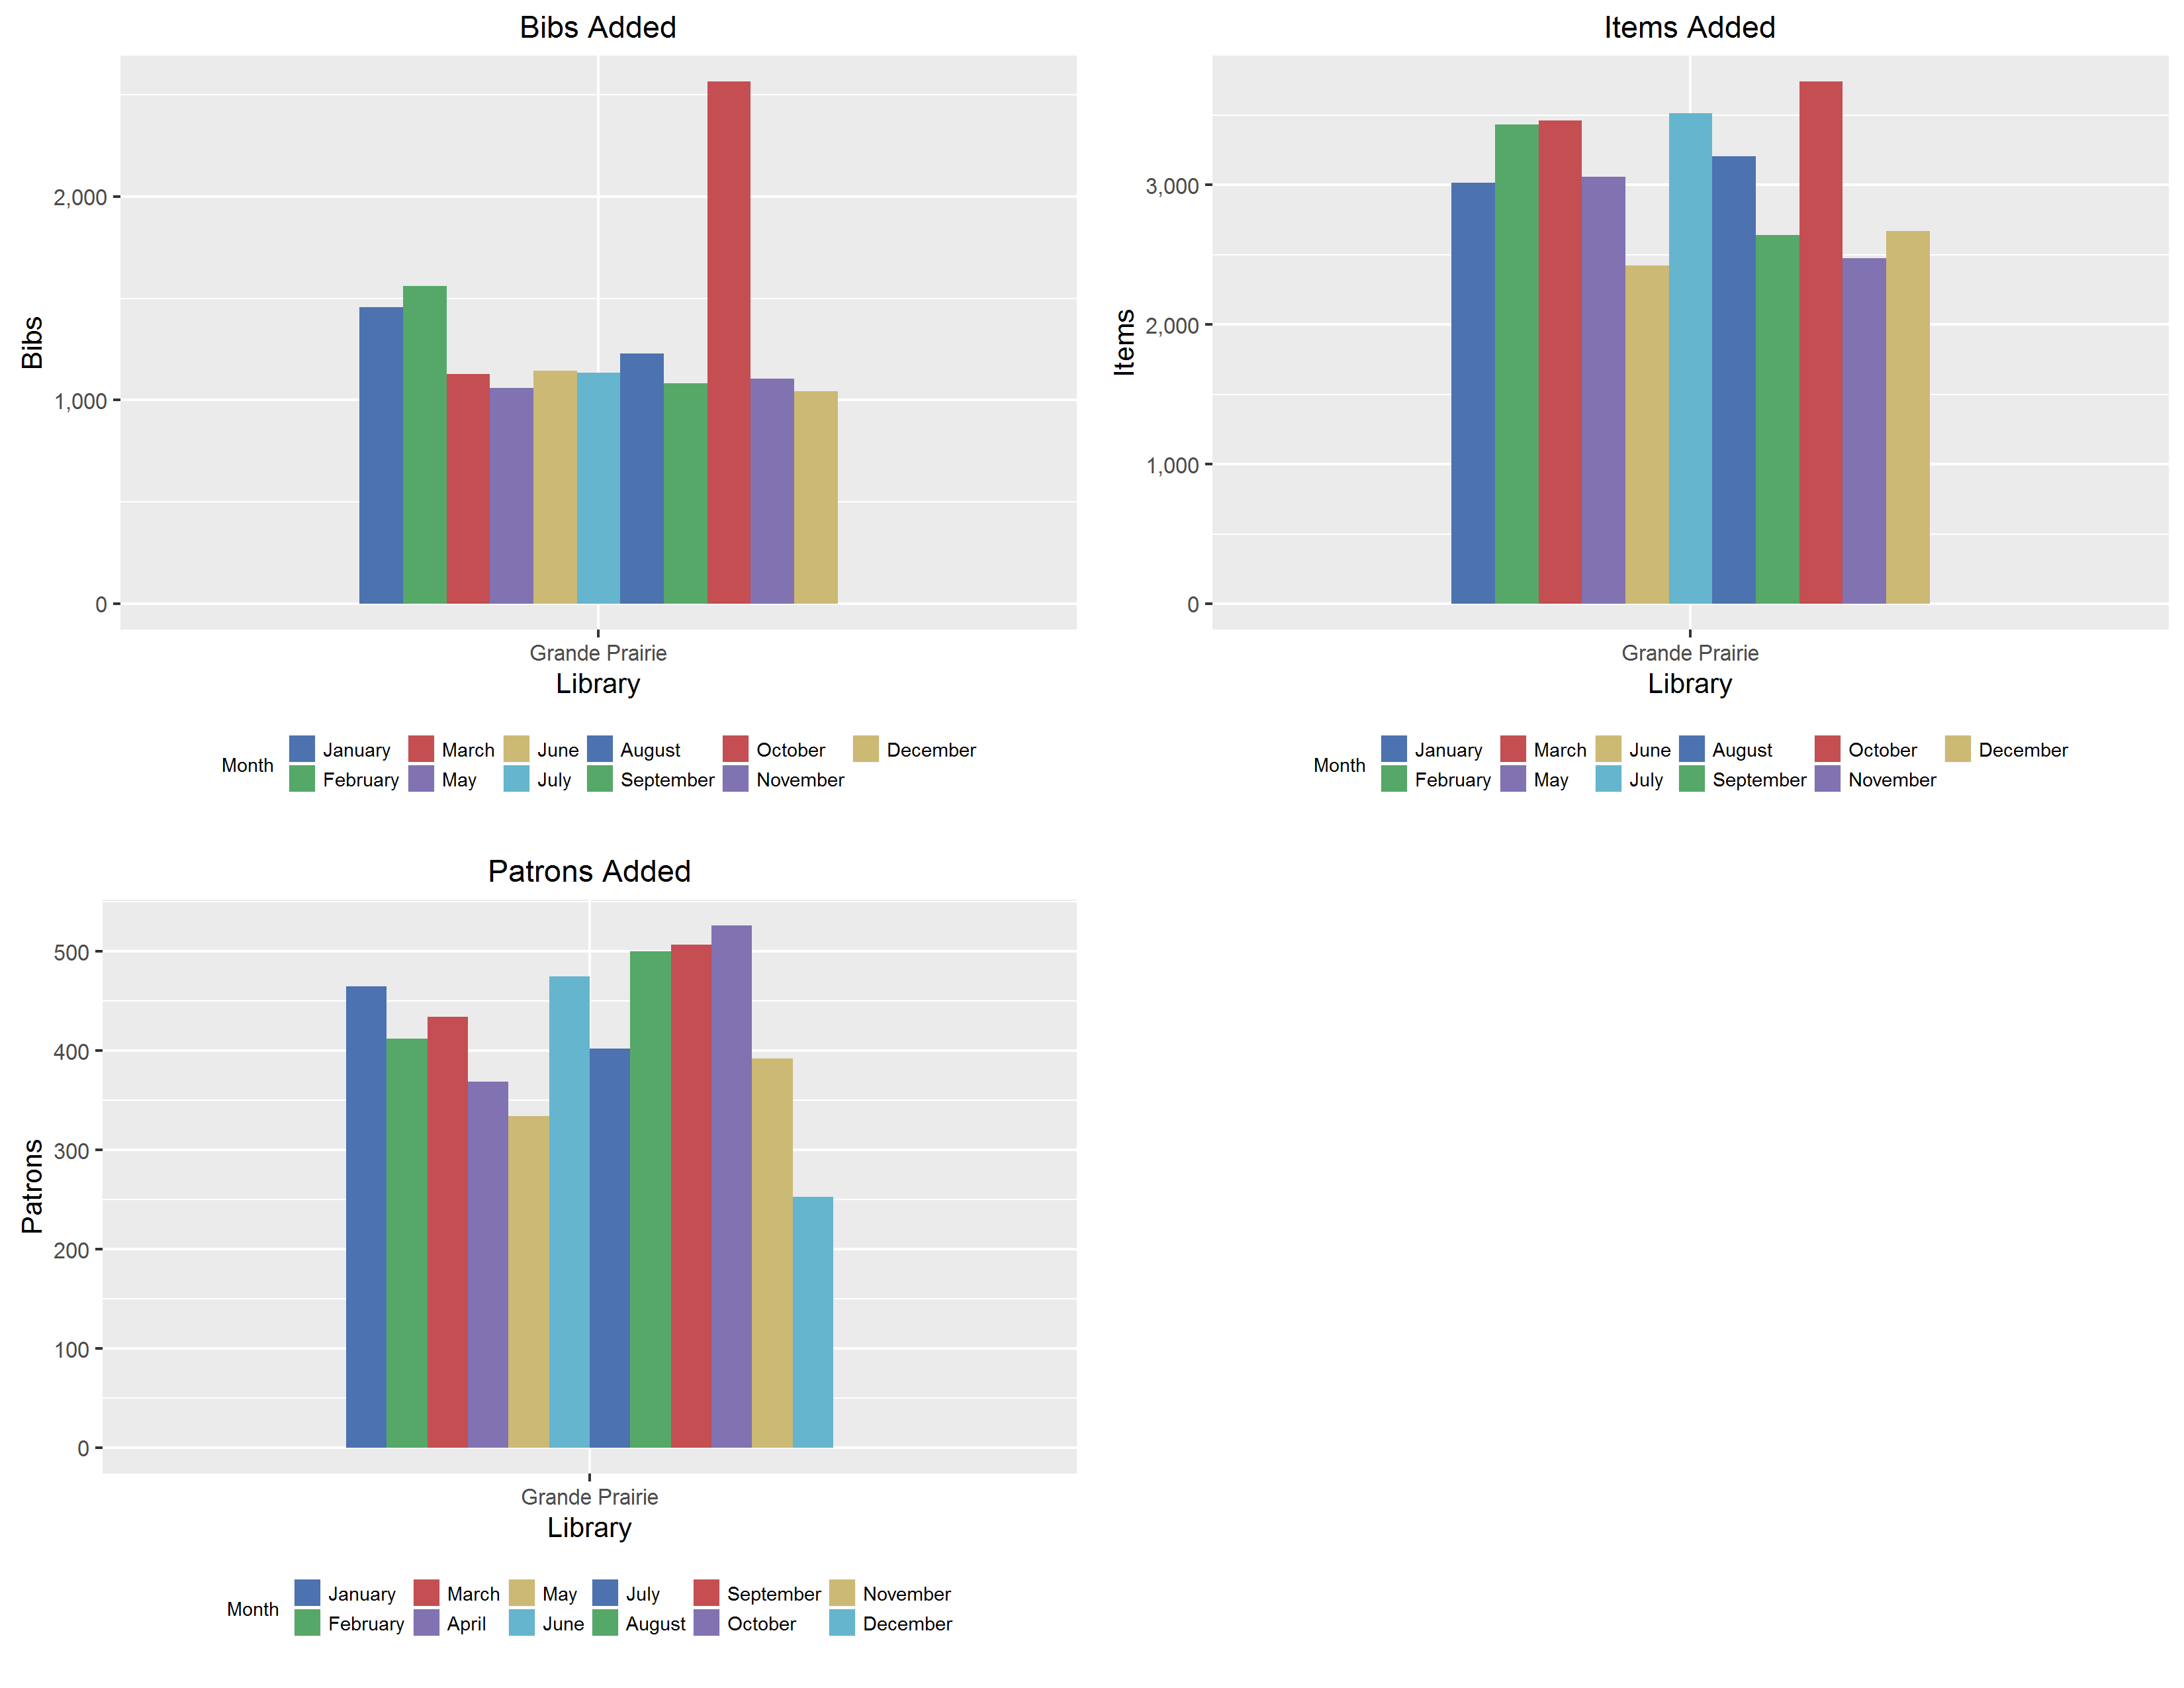 Bibs Added
Bibs
2,000
1,000
0
Grande Prairie
Library
Month
January March June August October December
February May July September November
Items Added
Items
3,000
2,000
1,000
0
Grande Prairie
Library
Month
January March June August October December
February May July September November
Patrons Added
Patrons
500
400
300
200
100
0
Grande Prairie
Library
Month
January March May July September November
February April June August October December